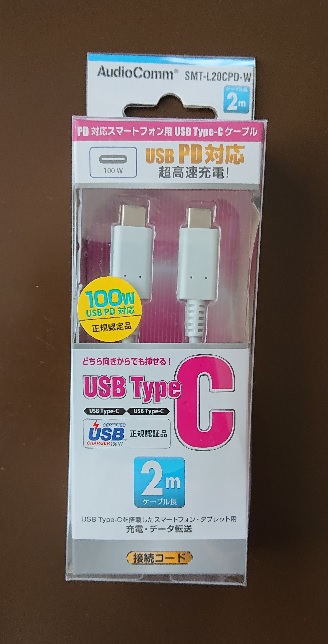 AudioComm® SMT-L20CPD-W
ケーブル長
2m
PD対応スマートフォン用 USB Type-Cケーブル
100W
USB PD対応
超高速充電!
100W
USB PD 対応
正規認証品
どちら向きからでも挿せる!
USB Type C
USB Type-C USB Type-C
USB 正規認証品
2m
ケーブル長
USB Type-Cを搭載したスマートフォン・タブレット用
充電・データ転送
接続コード